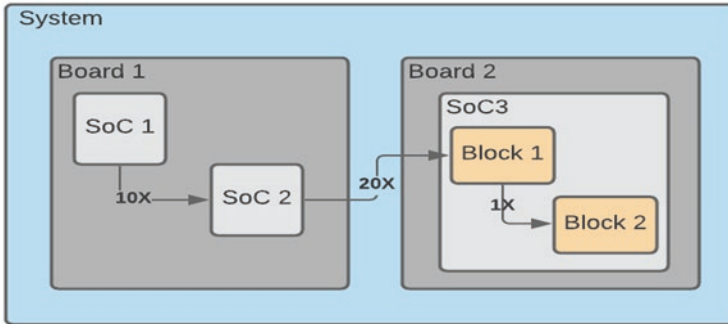 System
Board 1
Board 2
SoC 1
SoC3
Block 1
10X
SoC 2
20X
1X
Block 2